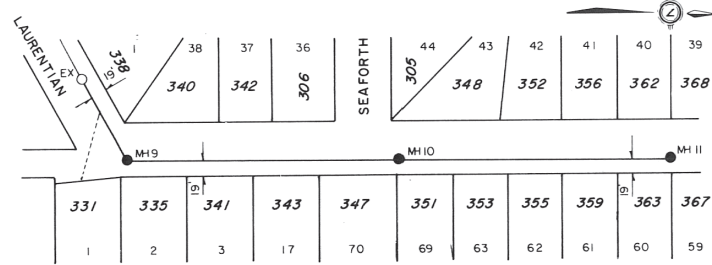 LAURENTIAN
EX
338
19'
38 37 36
340 342 306
SEAFORTH
305
44 43 42 41 40 39
348 352 356 362 368
MH 9
MH 10
MH 11
19'
19'
331 335 341 343 347 351 353 355 359 363 367
1 2 3 17 70 69 63 62 61 60 59